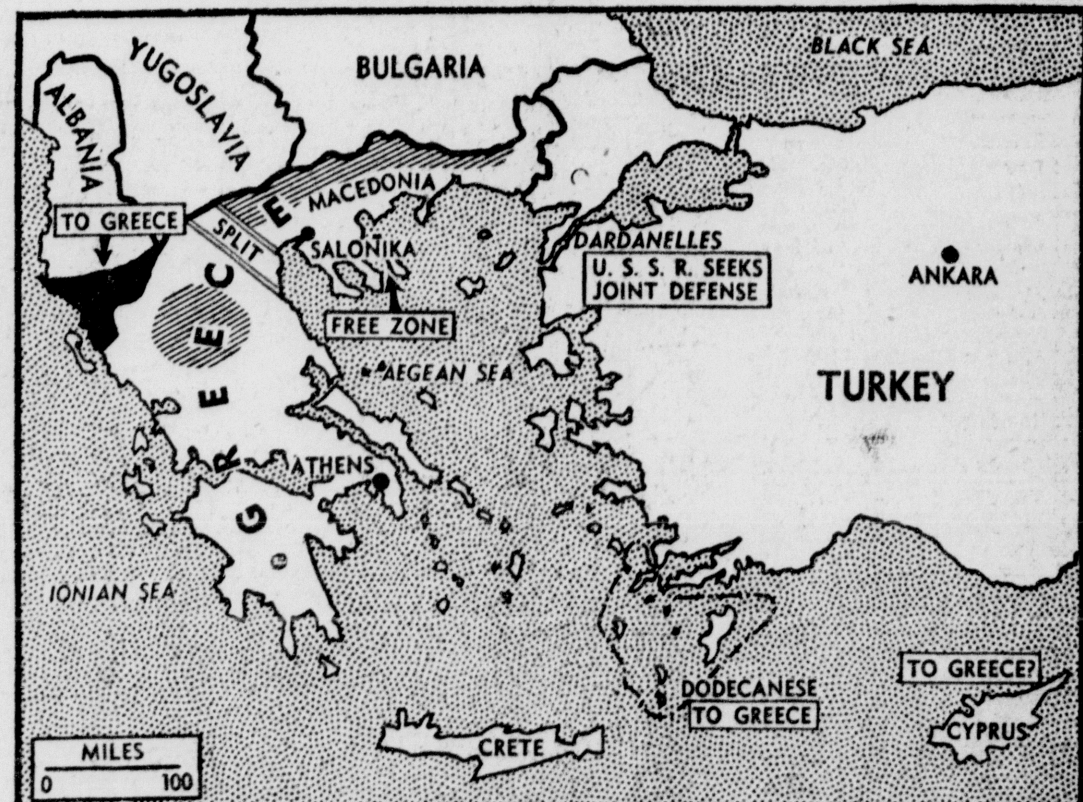 BLACK SEA
YUGOSLAVIA
BULGARIA
ALBANIA
MACEDONIA
TO GREECE
SPLIT
SALONIKA
DARDANELLES
U. S. S. R. SEEKS
JOINT DEFENSE
ANKARA
FREE ZONE
AEGEAN SEA
TURKEY
GREECE
ATHENS
IONIAN SEA
TO GREECE?
DODECANESE
TO GREECE
CYPRUS
CRETE
MILES
0 100